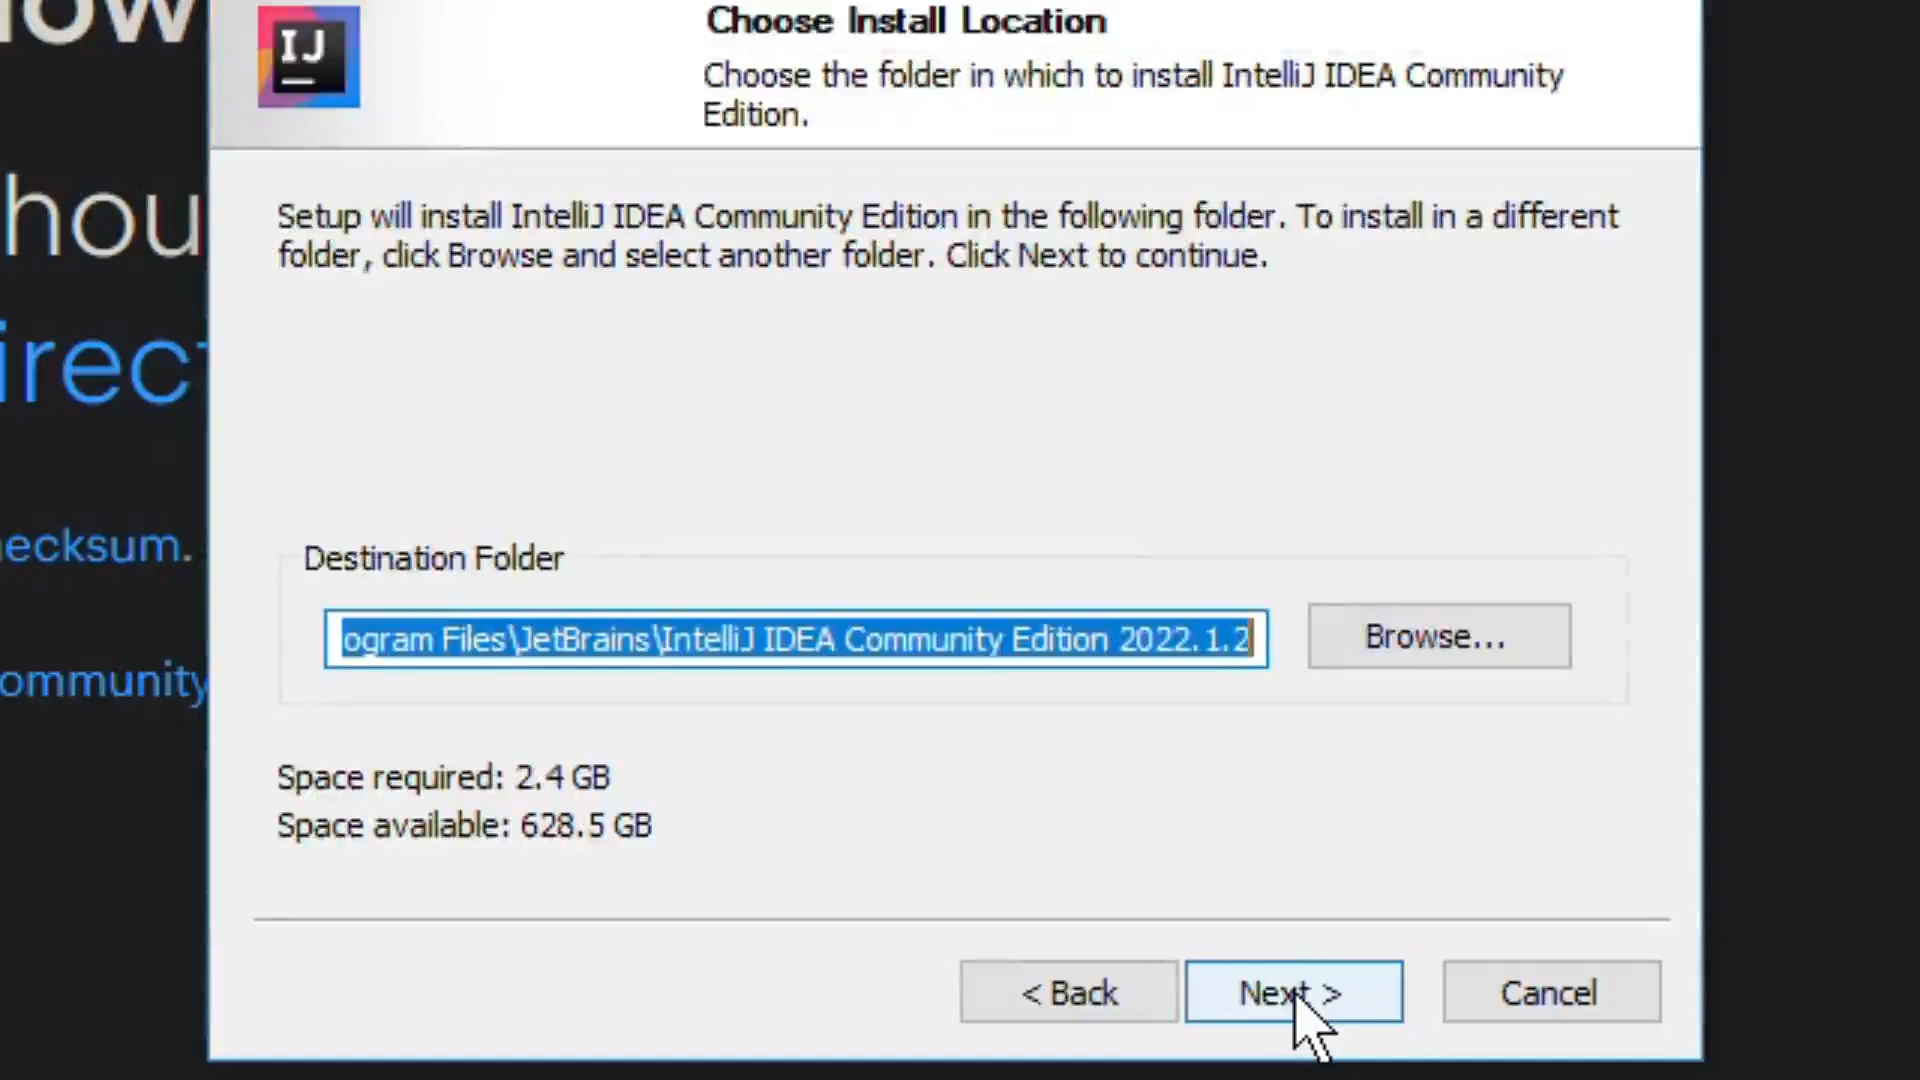 Choose Install Location
IJ
Choose the folder in which to install IntelliJ IDEA Community
Edition.
hou
Setup will install IntelliJ IDEA Community Edition in the following folder. To install in a different
folder, click Browse and select another folder. Click Next to continue.
irect
ecksum.
Destination Folder
ogram Files\JetBrains\IntelliJ IDEA Community Edition 2022.1.2
Browse...
ommunity
Space required: 2.4 GB
Space available: 628.5 GB
< Back
Next >
Cancel